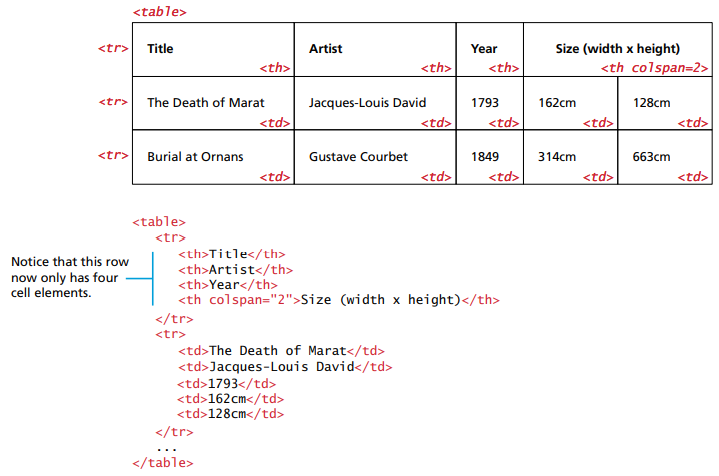 <table>
<tr> Title Artist Year Size (width x height)
<th> <th> <th> <th colspan=2>
<tr> The Death of Marat Jacques-Louis David 1793 162cm 128cm
<td> <td> <td> <td> <td>
<tr> Burial at Ornans Gustave Courbet 1849 314cm 663cm
<td> <td> <td> <td> <td>
<table>
<tr>
Notice that this row
now only has four
cell elements.
<th>Title</th>
<th>Artist</th>
<th>Year</th>
<th colspan="2">Size (width x height)</th>
</tr>
<tr>
<td>The Death of Marat</td>
<td>Jacques-Louis David</td>
<td>1793</td>
<td>162cm</td>
<td>128cm</td>
</tr>
...
</table>